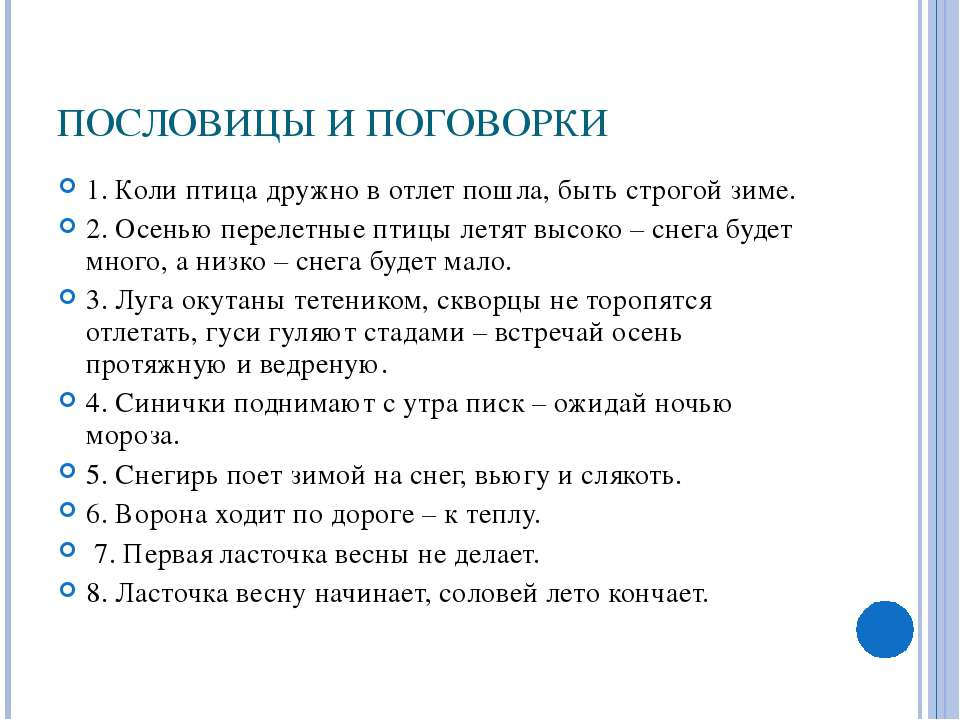 ПОСЛОВИЦЫ И ПОГОВОРКИ
1. Коли птица дружно в отлет пошла, быть строгой зиме.
2. Осенью перелетные птицы летят высоко – снега будет
много, а низко – снега будет мало.
3. Луга окутаны тетеником, скворцы не торопятся
отлетать, гуси гуляют стадами – встречай осень
протяжную и ведреную.
4. Синички поднимают с утра писк – ожидай ночью
мороза.
5. Снегирь поет зимой на снег, вьюгу и слякоть.
6. Ворона ходит по дороге – к теплу.
7. Первая ласточка весны не делает.
8. Ласточка весну начинает, соловей лето кончает.